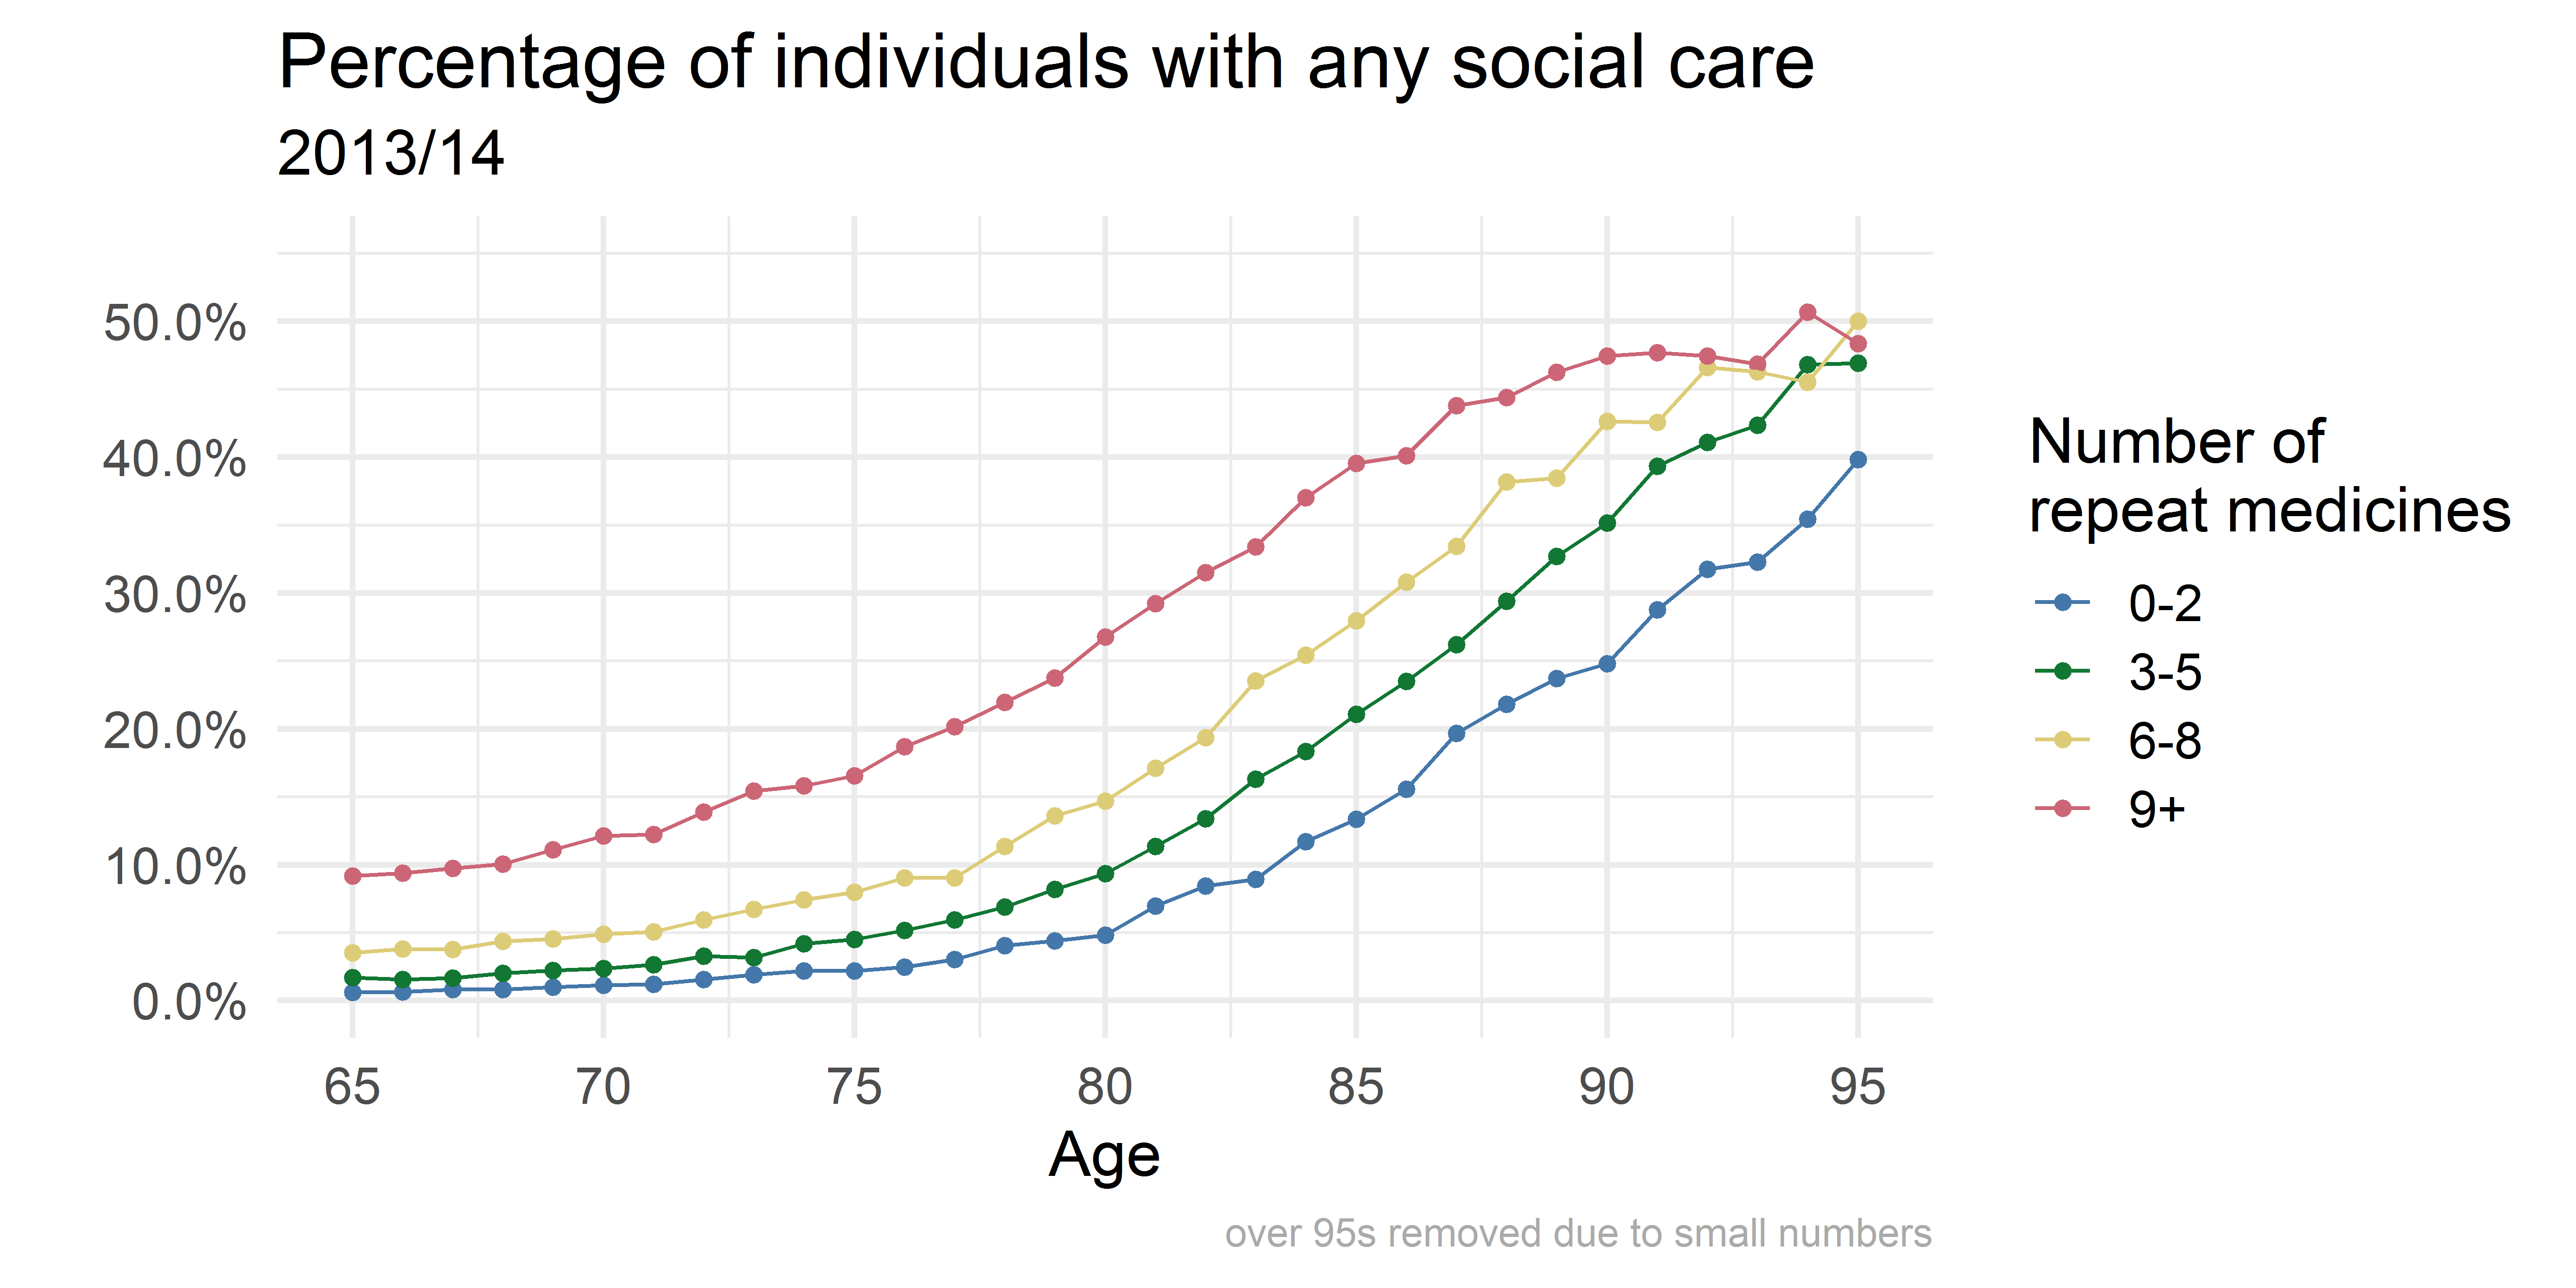 Percentage of individuals with any social care
2013/14
50.0%
40.0%
30.0%
20.0%
10.0%
0.0%
65 70 75 80 85 90 95
Age
Number of
repeat medicines
0-2
3-5
6-8
9+
over 95s removed due to small numbers